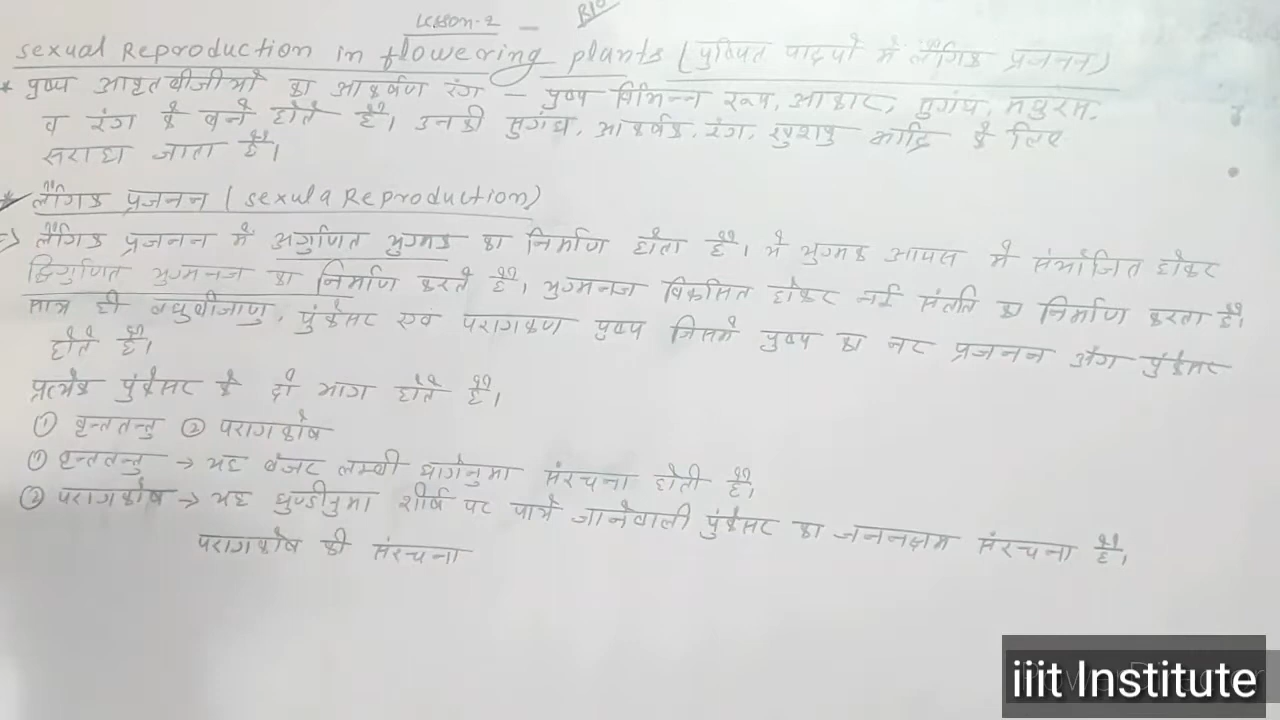 Lesson-2
Bio
Sexual Reproduction in flowering plants (पुष्पित पादपों में लैंगिक प्रजनन)
* पुष्प आवृतबीजीओं का आकर्षण रंग - पुष्प विभिन्न रूप, आकार, सुगंध, मधुरस,
व रंग के बने होते हैं। उनकी सुगंध, आकर्षक, रंग, खुशबु आदि के लिए
सराहा जाता है।
* लैंगिक प्रजनन (Sexula Reproduction)
=> लैंगिक प्रजनन में अगुणित युग्मक का निर्माण होता है। ये युग्मक आपस में संयोजित होकर
द्विगुणित युग्मनज का निर्माण करते हैं। युग्मनज विकसित होकर नई संतति का निर्माण करता है।
साथ ही लघुबीजाणु, पुंकेसर एवं परागकण पुष्प जिसमें पुष्प का नर प्रजनन अंग पुंकेसर
होते हैं।
प्रत्येक पुंकेसर के दो भाग होते हैं।
① वृन्ततन्तु ② परागकोष
① वृन्ततन्तु → यह बंजर लम्बी धागेनुमा संरचना होती है।
② परागकोष → यह घुण्डीनुमा शीर्ष पर पाये जानेवाली पुंकेसर का जननक्षम संरचना है।
परागकोष की संरचना
iiit Institute